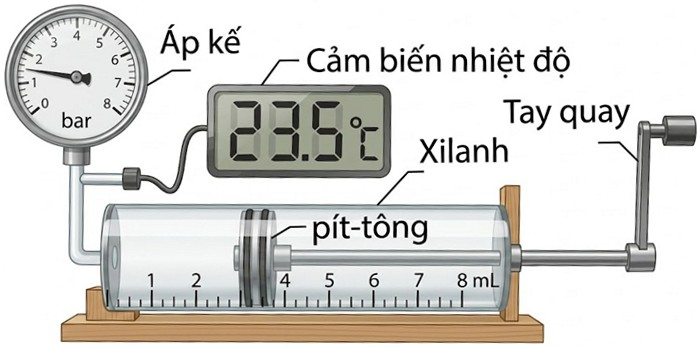 0 1 2 3 4 5 6 7 8
bar
Áp kế
Cảm biến nhiệt độ
23.5°C
Tay quay
Xilanh
pít-tông
1 2 4 5 6 7 8 mL